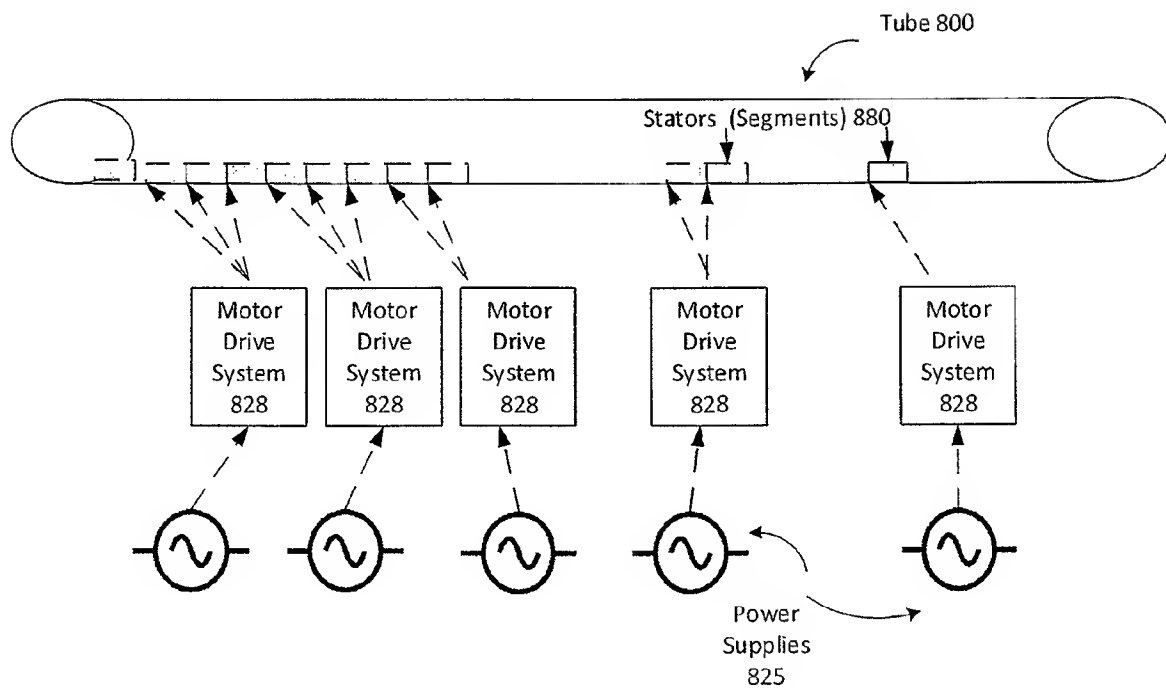 Tube 800
Stators (Segments) 880
Motor
Drive
System
828
Motor
Drive
System
828
Motor
Drive
System
828
Motor
Drive
System
828
Motor
Drive
System
828
Power
Supplies
825